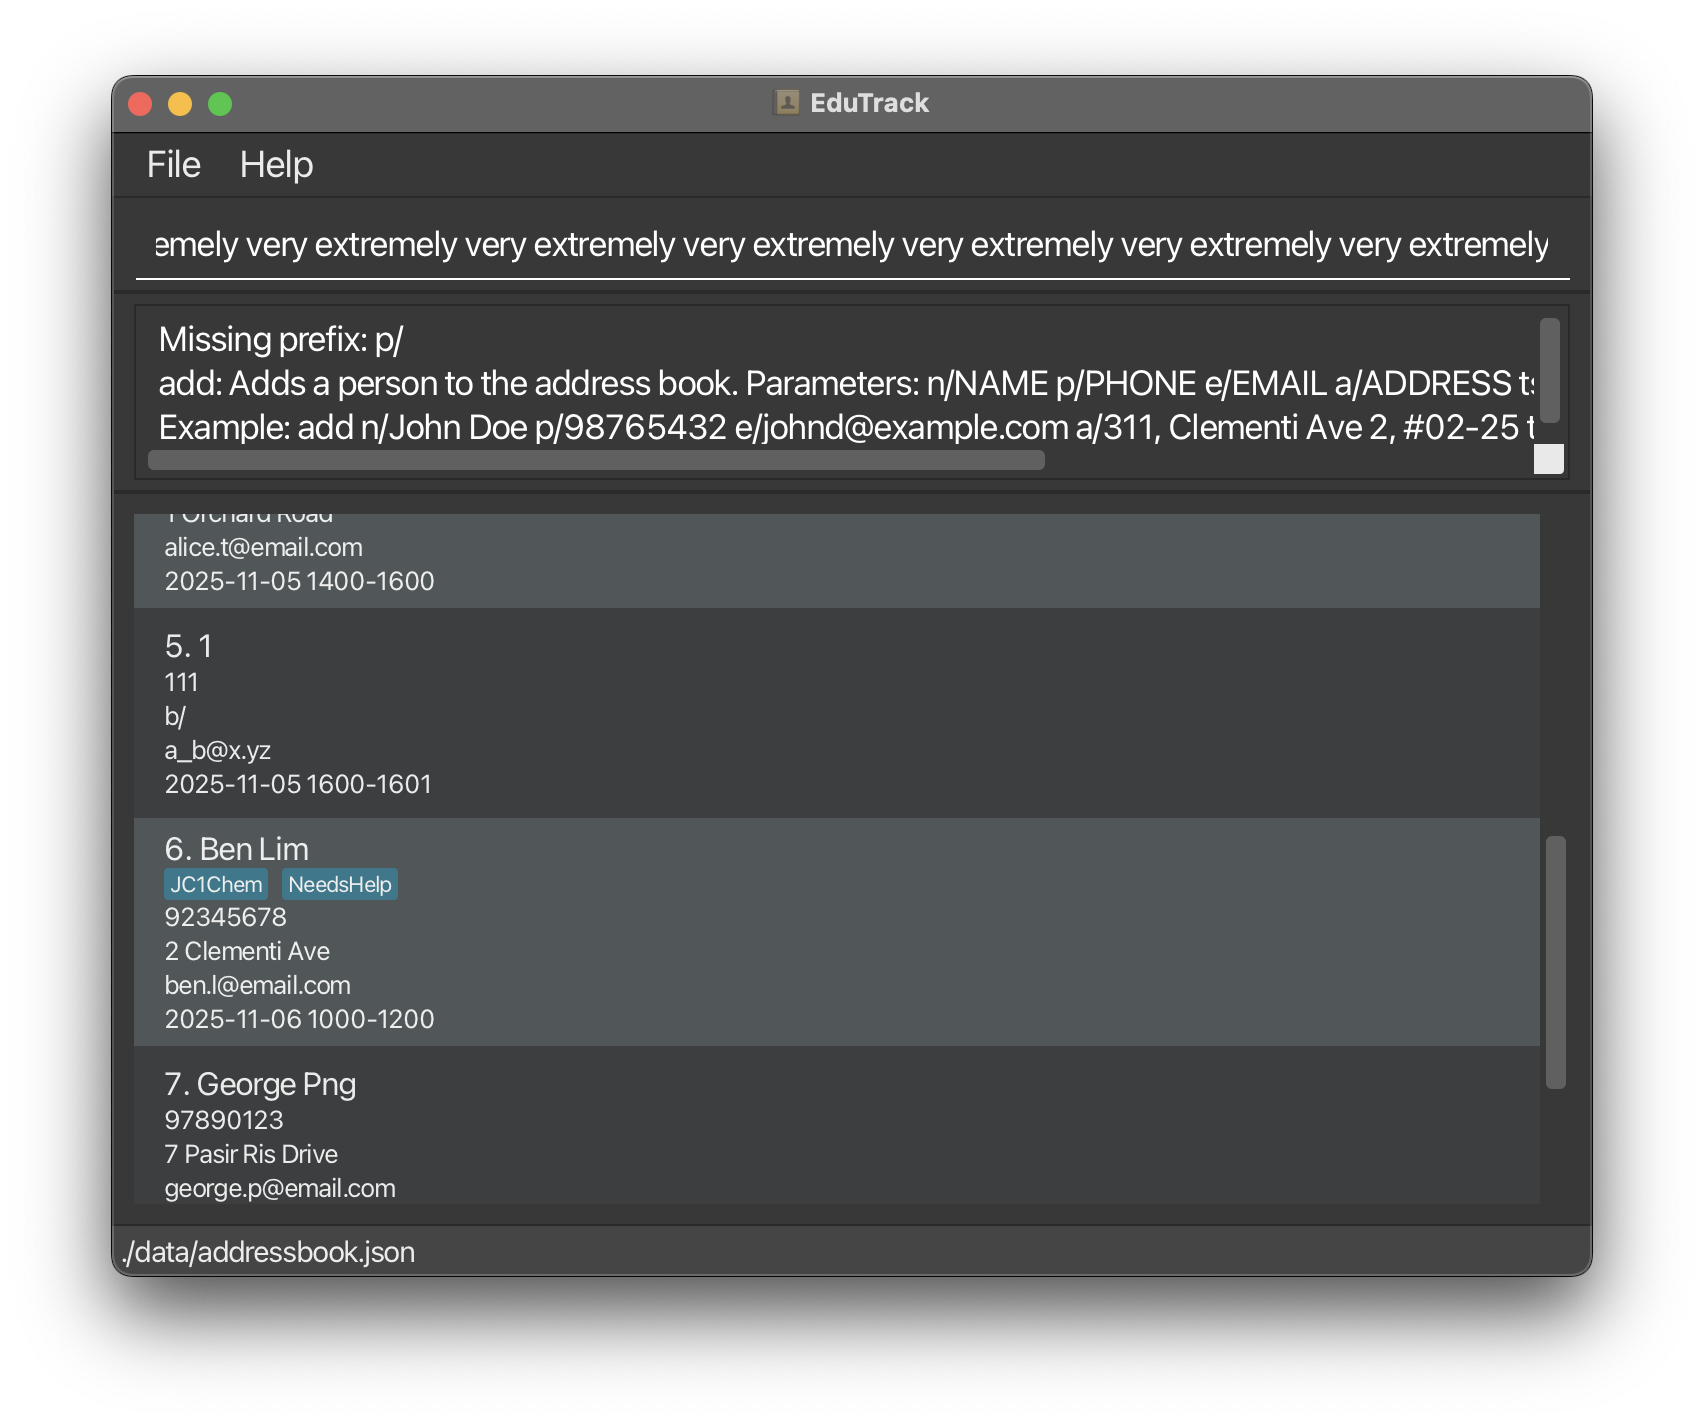 EduTrack
File Help
emely very extremely very extremely very extremely very extremely very extremely very extremely
Missing prefix: p/
add: Adds a person to the address book. Parameters: n/NAME p/PHONE e/EMAIL a/ADDRESS ts
Example: add n/John Doe p/98765432 e/johnd@example.com a/311, Clementi Ave 2, #02-25 t
1 Orchard Road
alice.t@email.com
2025-11-05 1400-1600
5. 1
111
b/
a_b@x.yz
2025-11-05 1600-1601
6. Ben Lim
JC1Chem NeedsHelp
92345678
2 Clementi Ave
ben.l@email.com
2025-11-06 1000-1200
7. George Png
97890123
7 Pasir Ris Drive
george.p@email.com
./data/addressbook.json